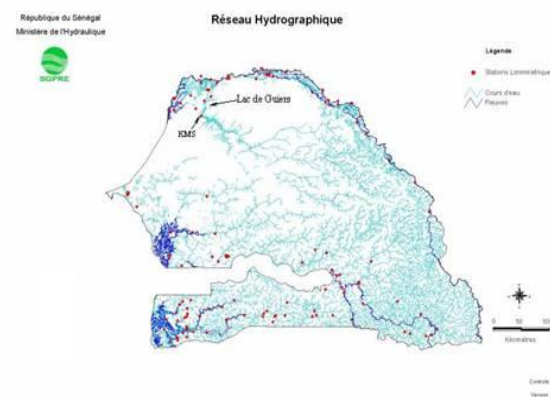 République du Sénégal
Ministère de l'Hydraulique
SGPRE
Réseau Hydrographique
Légende
Stations Limnimétriques
Cours d'eau
Fleuves
Lac de Guiers
KMS
Kilomètres